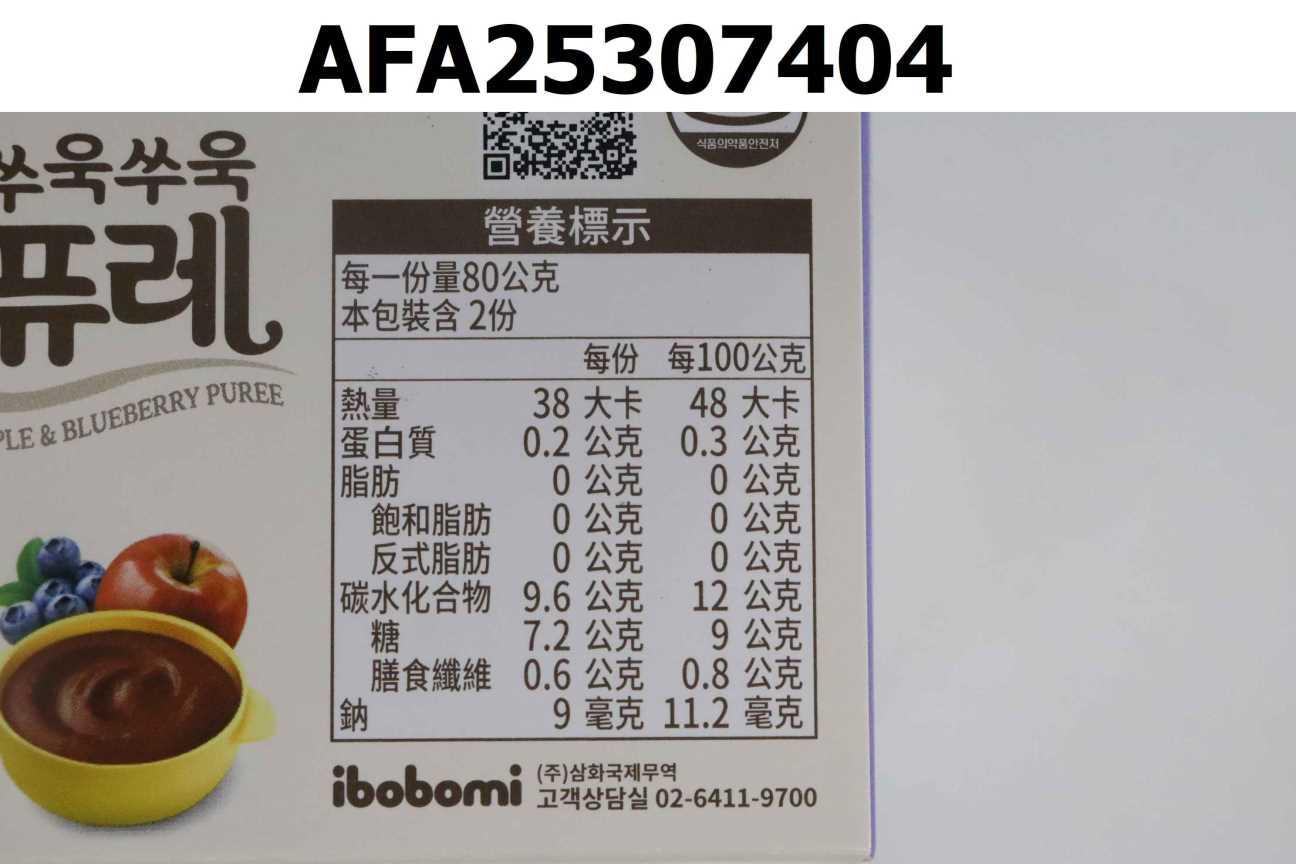 AFA25307404
식품의약품안전처
쑤욱쑤욱
퓨레
& BLUEBERRY PUREE
營養標示
每一份量80公克
本包裝含 2份
每份 每100公克
熱量 38 大卡 48 大卡
蛋白質 0.2 公克 0.3 公克
脂肪 0 公克 0 公克
飽和脂肪 0 公克 0 公克
反式脂肪 0 公克 0 公克
碳水化合物 9.6 公克 12 公克
糖 7.2 公克 9 公克
膳食纖維 0.6 公克 0.8 公克
鈉 9 毫克 11.2 毫克
ibobomi
(주)삼화국제무역
고객상담실 02-6411-9700